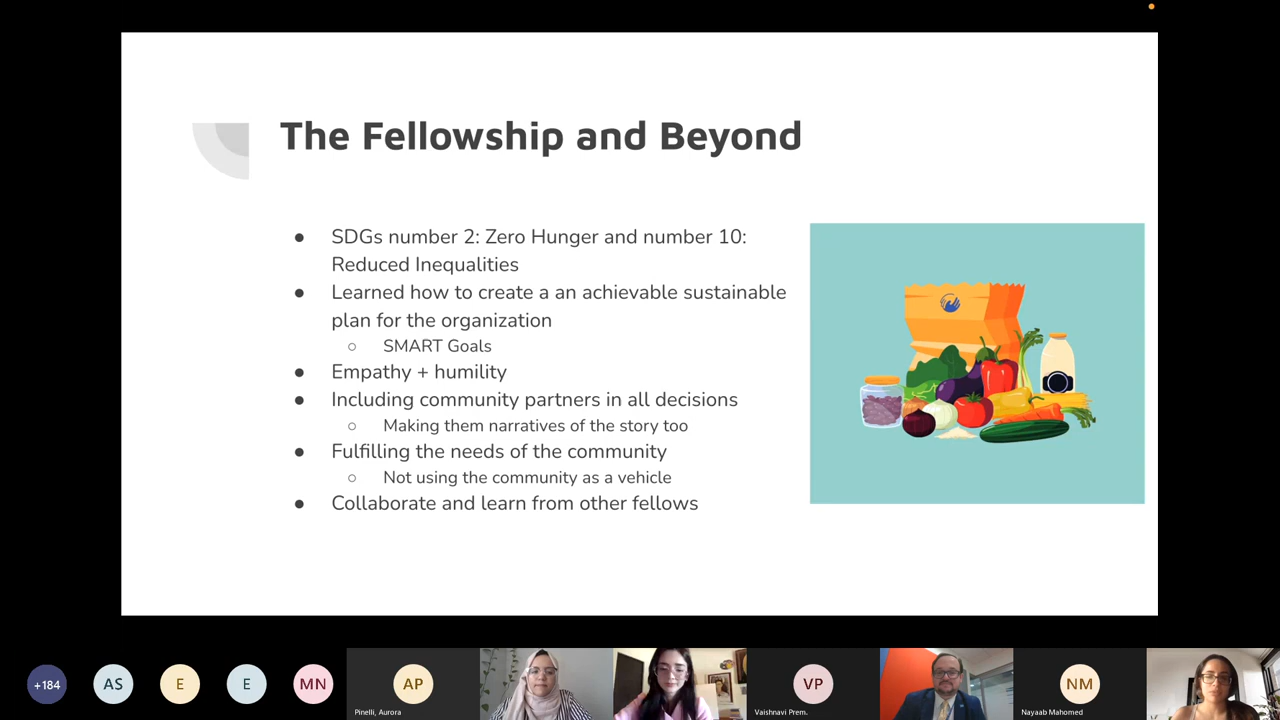 The Fellowship and Beyond
● SDGs number 2: Zero Hunger and number 10:
Reduced Inequalities
● Learned how to create a an achievable sustainable
plan for the organization
○ SMART Goals
● Empathy + humility
● Including community partners in all decisions
○ Making them narratives of the story too
● Fulfilling the needs of the community
○ Not using the community as a vehicle
● Collaborate and learn from other fellows
+184
AS
E
E
MN
AP
Pinelli, Aurora
VP
Vaishnavi Prem.
NM
Nayaab Mahomed